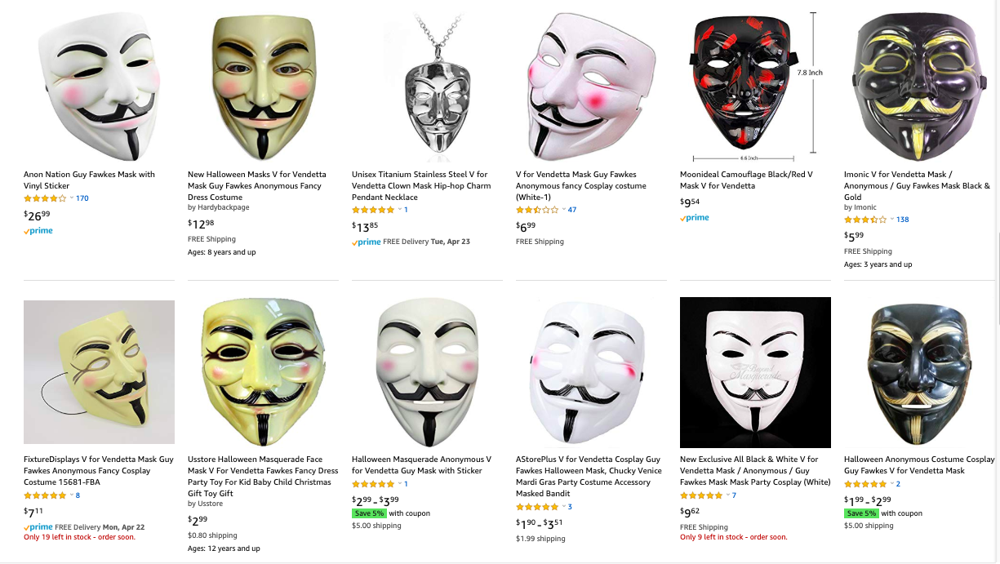 7.8 Inch
6.6 Inch
Anon Nation Guy Fawkes Mask with
Vinyl Sticker
170
$26⁹⁹
prime
New Halloween Masks V for Vendetta
Mask Guy Fawkes Anonymous Fancy
Dress Costume
by Hardybackpage
$12⁹⁸
FREE Shipping
Ages: 8 years and up
Unisex Titanium Stainless Steel V for
Vendetta Clown Mask Hip-hop Charm
Pendant Necklace
1
$13⁸⁵
prime FREE Delivery Tue, Apr 23
V for Vendetta Mask Guy Fawkes
Anonymous fancy Cosplay costume
(White-1)
47
$6⁹⁹
FREE Shipping
Moonideal Camouflage Black/Red V
Mask V for Vendetta
$9⁵⁴
prime
Imonic V for Vendetta Mask /
Anonymous / Guy Fawkes Mask Black &
Gold
by Imonic
138
$5⁹⁹
FREE Shipping
Ages: 3 years and up
FixtureDisplays V for Vendetta Mask Guy
Fawkes Anonymous Fancy Cosplay
Costume 15681-FBA
8
$7¹¹
prime FREE Delivery Mon, Apr 22
Only 19 left in stock - order soon.
Usstore Halloween Masquerade Face
Mask V For Vendetta Fawkes Fancy Dress
Party Toy For Kid Baby Child Christmas
Gift Toy Gift
by Usstore
$2⁹⁹
$0.80 shipping
Ages: 12 years and up
Halloween Masquerade Anonymous V
for Vendetta Guy Mask with Sticker
1
$2⁹⁹ - $3⁹⁹
Save 5% with coupon
$5.00 shipping
AStorePlus V for Vendetta Cosplay Guy
Fawkes Halloween Mask, Chucky Venice
Mardi Gras Party Costume Accessory
Masked Bandit
3
$1⁹⁰ - $3⁵¹
$1.99 shipping
Masquerade
New Exclusive All Black & White V for
Vendetta Mask / Anonymous / Guy
Fawkes Mask Mask Party Cosplay (White)
7
$9⁶²
FREE Shipping
Only 9 left in stock - order soon.
Halloween Anonymous Costume Cosplay
Guy Fawkes V for Vendetta Mask
2
$1⁹⁹ - $2⁹⁹
Save 5% with coupon
$5.00 shipping